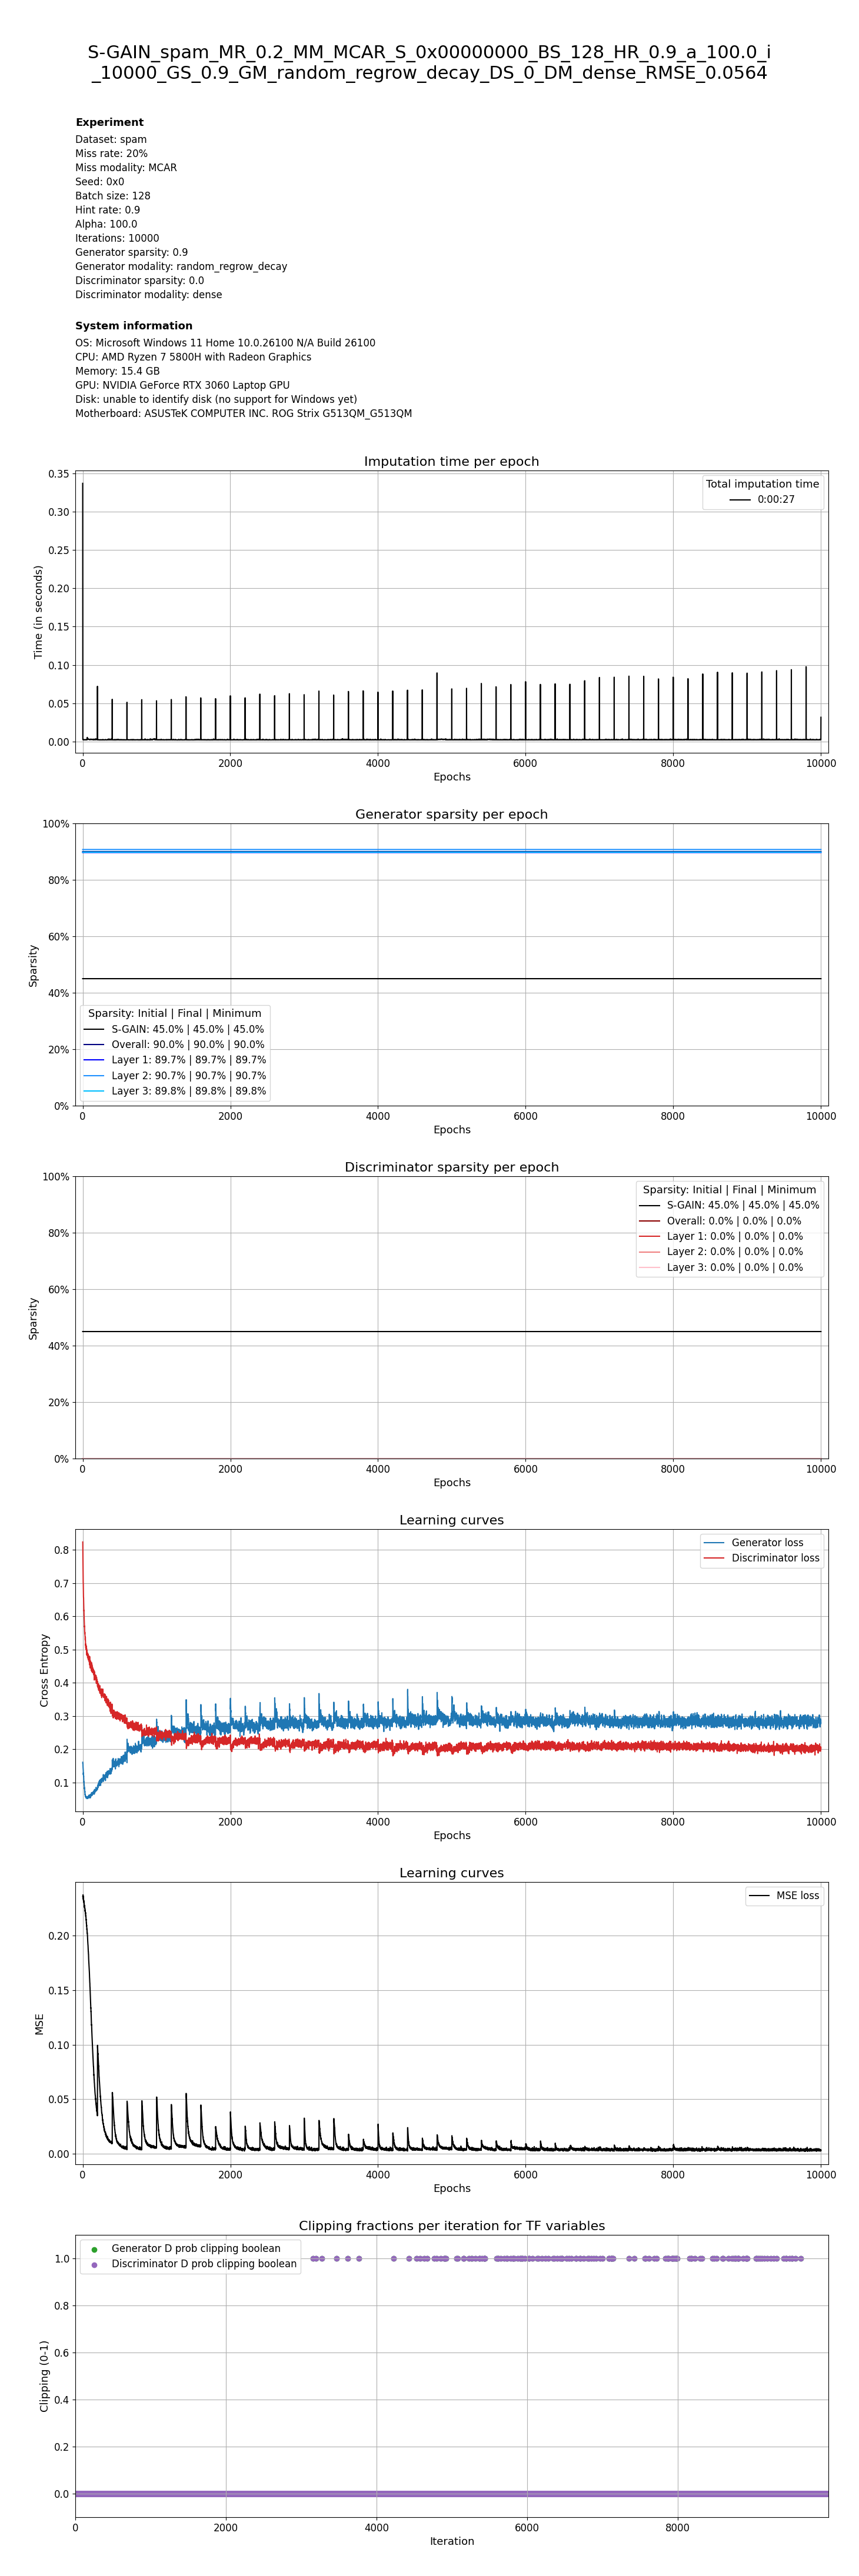 S-GAIN_spam_MR_0.2_MM_MCAR_S_0x00000000_BS_128_HR_0.9_a_100.0_i
_10000_GS_0.9_GM_random_regrow_decay_DS_0_DM_dense_RMSE_0.0564
Experiment
Dataset: spam
Miss rate: 20%
Miss modality: MCAR
Seed: 0x0
Batch size: 128
Hint rate: 0.9
Alpha: 100.0
Iterations: 10000
Generator sparsity: 0.9
Generator modality: random_regrow_decay
Discriminator sparsity: 0.0
Discriminator modality: dense
System information
OS: Microsoft Windows 11 Home 10.0.26100 N/A Build 26100
CPU: AMD Ryzen 7 5800H with Radeon Graphics
Memory: 15.4 GB
GPU: NVIDIA GeForce RTX 3060 Laptop GPU
Disk: unable to identify disk (no support for Windows yet)
Motherboard: ASUSTeK COMPUTER INC. ROG Strix G513QM_G513QM
Imputation time per epoch
Total imputation time
0:00:27
Time (in seconds)
0.35
0.30
0.25
0.20
0.15
0.10
0.05
0.00
0 2000 4000 6000 8000 10000
Epochs
Generator sparsity per epoch
Sparsity
100%
80%
60%
40%
20%
0%
Sparsity: Initial | Final | Minimum
S-GAIN: 45.0% | 45.0% | 45.0%
Overall: 90.0% | 90.0% | 90.0%
Layer 1: 89.7% | 89.7% | 89.7%
Layer 2: 90.7% | 90.7% | 90.7%
Layer 3: 89.8% | 89.8% | 89.8%
0 2000 4000 6000 8000 10000
Epochs
Discriminator sparsity per epoch
Sparsity
100%
80%
60%
40%
20%
0%
Sparsity: Initial | Final | Minimum
S-GAIN: 45.0% | 45.0% | 45.0%
Overall: 0.0% | 0.0% | 0.0%
Layer 1: 0.0% | 0.0% | 0.0%
Layer 2: 0.0% | 0.0% | 0.0%
Layer 3: 0.0% | 0.0% | 0.0%
0 2000 4000 6000 8000 10000
Epochs
Learning curves
Generator loss
Discriminator loss
Cross Entropy
0.8
0.7
0.6
0.5
0.4
0.3
0.2
0.1
0 2000 4000 6000 8000 10000
Epochs
Learning curves
MSE loss
MSE
0.20
0.15
0.10
0.05
0.00
0 2000 4000 6000 8000 10000
Epochs
Clipping fractions per iteration for TF variables
Generator D prob clipping boolean
Discriminator D prob clipping boolean
Clipping (0-1)
1.0
0.8
0.6
0.4
0.2
0.0
0 2000 4000 6000 8000
Iteration